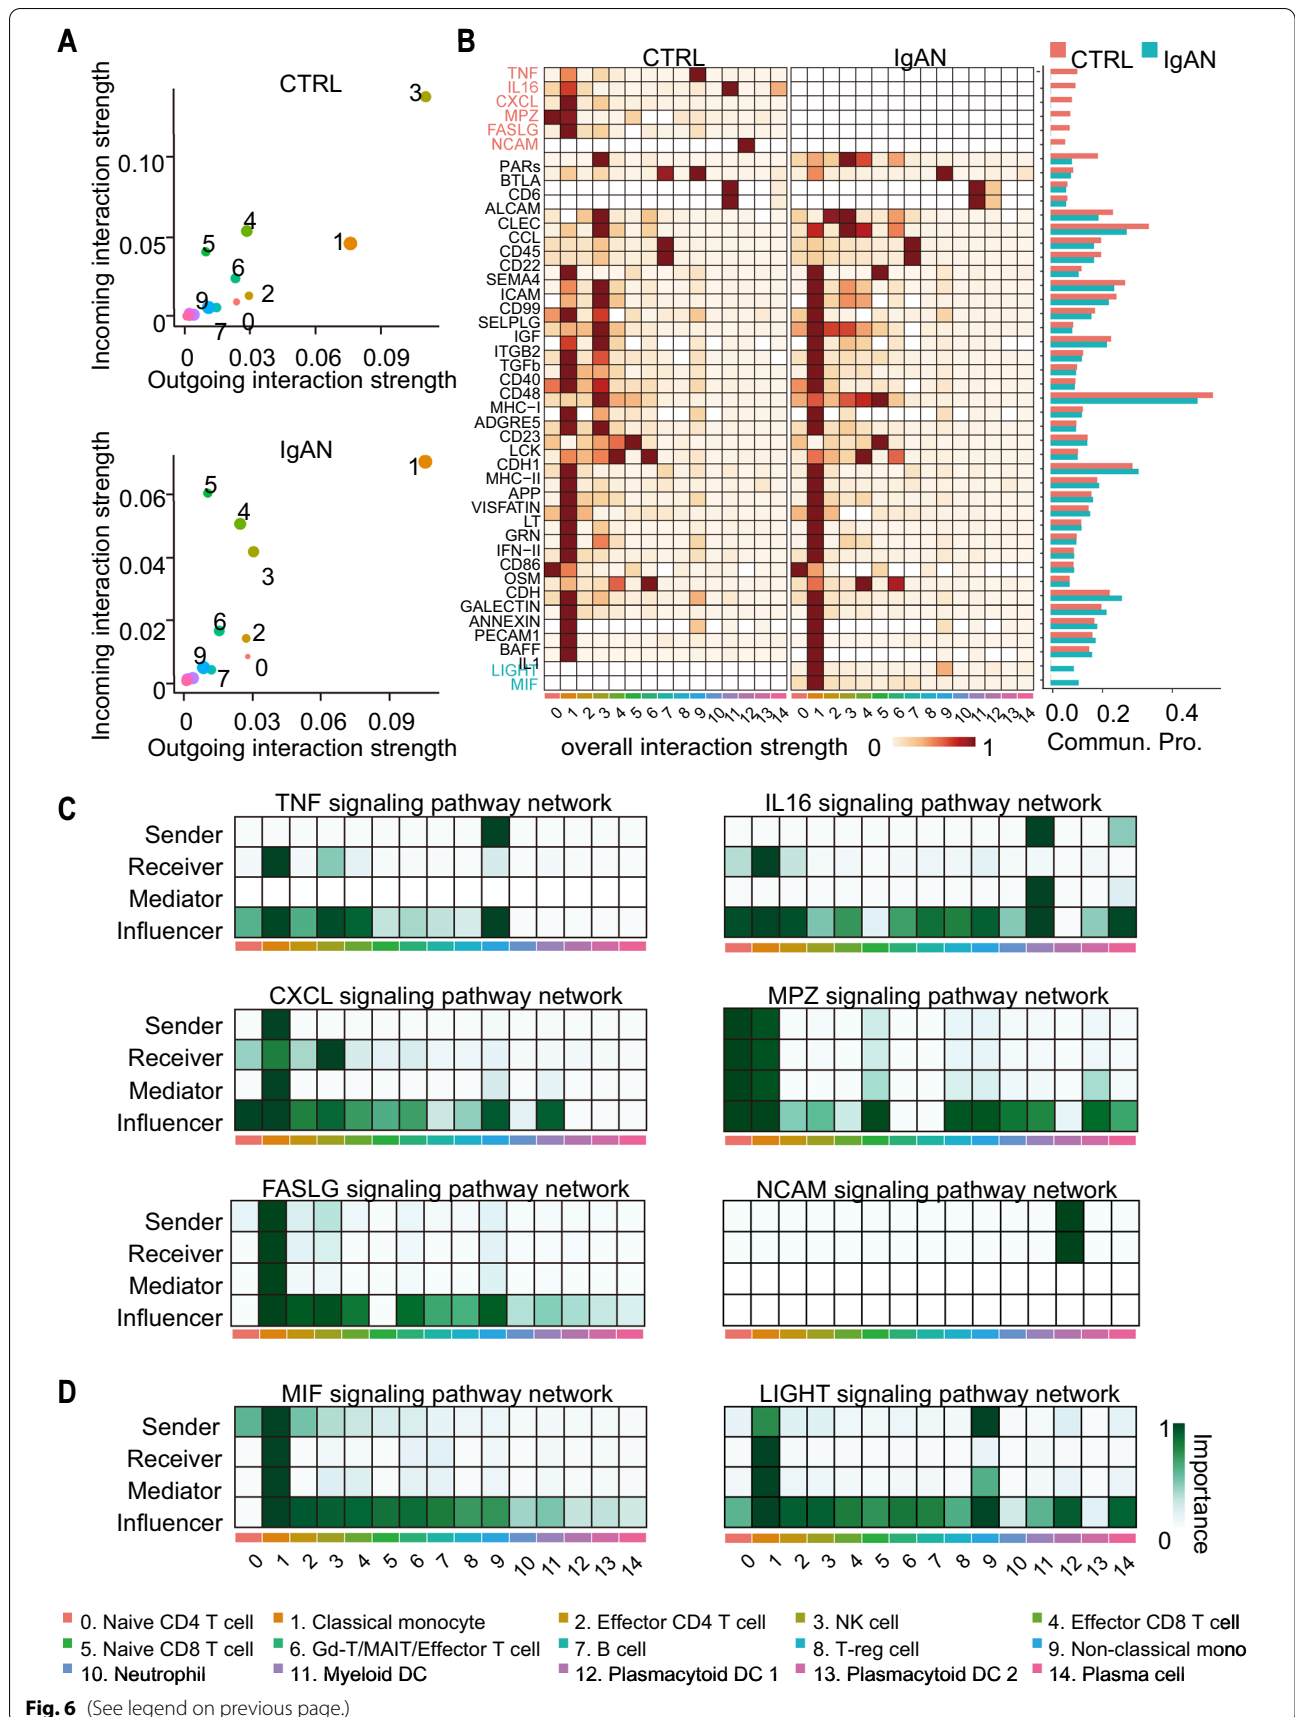 A
CTRL
Incoming interaction strength
0.10
0.05
0
3
4
5
1
6
9
2
7
0
0
0.03
0.06
0.09
Outgoing interaction strength
IgAN
Incoming interaction strength
0.06
0.04
0.02
0
1
5
4
3
6
2
9
7
0
0
0.03
0.06
0.09
Outgoing interaction strength
B
CTRL
IgAN
CTRL
IgAN
TNF
IL16
CXCL
MPZ
FASLG
NCAM
PARs
BTLA
CD6
ALCAM
CLEC
CCL
CD45
CD22
SEMA4
ICAM
CD99
SELPLG
IGF
ITGB2
TGFb
CD40
CD48
MHC−I
ADGRE5
CD23
LCK
CDH1
MHC−II
APP
VISFATIN
LT
GRN
IFN−II
CD86
OSM
CDH
GALECTIN
ANNEXIN
PECAM1
BAFF
IL1
LIGHT
MIF
0 1 2 3 4 5 6 7 8 9 10 11 12 13 14
0 1 2 3 4 5 6 7 8 9 10 11 12 13 14
overall interaction strength 0 1
0.0 0.2 0.4
Commun. Pro.
C
TNF signaling pathway network
Sender
Receiver
Mediator
Influencer
IL16 signaling pathway network
CXCL signaling pathway network
Sender
Receiver
Mediator
Influencer
MPZ signaling pathway network
FASLG signaling pathway network
Sender
Receiver
Mediator
Influencer
NCAM signaling pathway network
D
MIF signaling pathway network
Sender
Receiver
Mediator
Influencer
0 1 2 3 4 5 6 7 8 9 10 11 12 13 14
LIGHT signaling pathway network
0 1 2 3 4 5 6 7 8 9 10 11 12 13 14
1
0
Importance
0. Naive CD4 T cell 1. Classical monocyte 2. Effector CD4 T cell 3. NK cell 4. Effector CD8 T cell
5. Naive CD8 T cell 6. Gd-T/MAIT/Effector T cell 7. B cell 8. T-reg cell 9. Non-classical mono
10. Neutrophil 11. Myeloid DC 12. Plasmacytoid DC 1 13. Plasmacytoid DC 2 14. Plasma cell
Fig. 6 (See legend on previous page.)